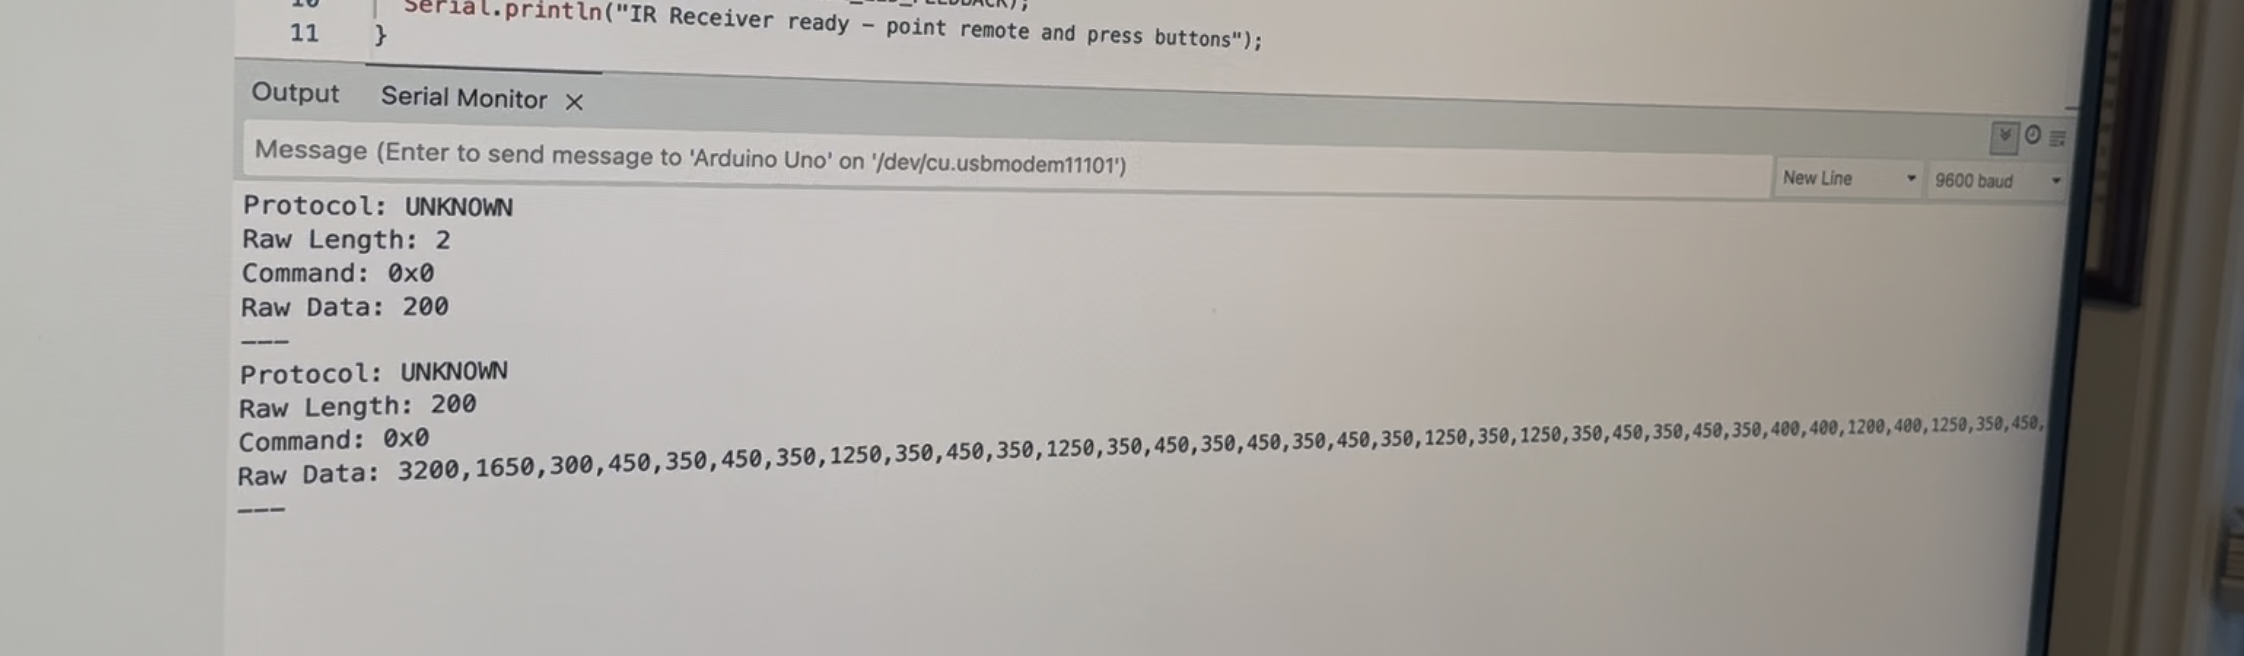 Serial.println("IR Receiver ready – point remote and press buttons");
11 }
Output Serial Monitor ×
Message (Enter to send message to 'Arduino Uno' on '/dev/cu.usbmodem11101')
New Line 9600 baud
Protocol: UNKNOWN
Raw Length: 2
Command: 0x0
Raw Data: 200
---
Protocol: UNKNOWN
Raw Length: 200
Command: 0x0
Raw Data: 3200,1650,300,450,350,450,350,1250,350,450,350,1250,350,450,350,450,350,450,350,1250,350,1250,350,450,350,450,350,400,400,1200,400,1250,350,450,
---